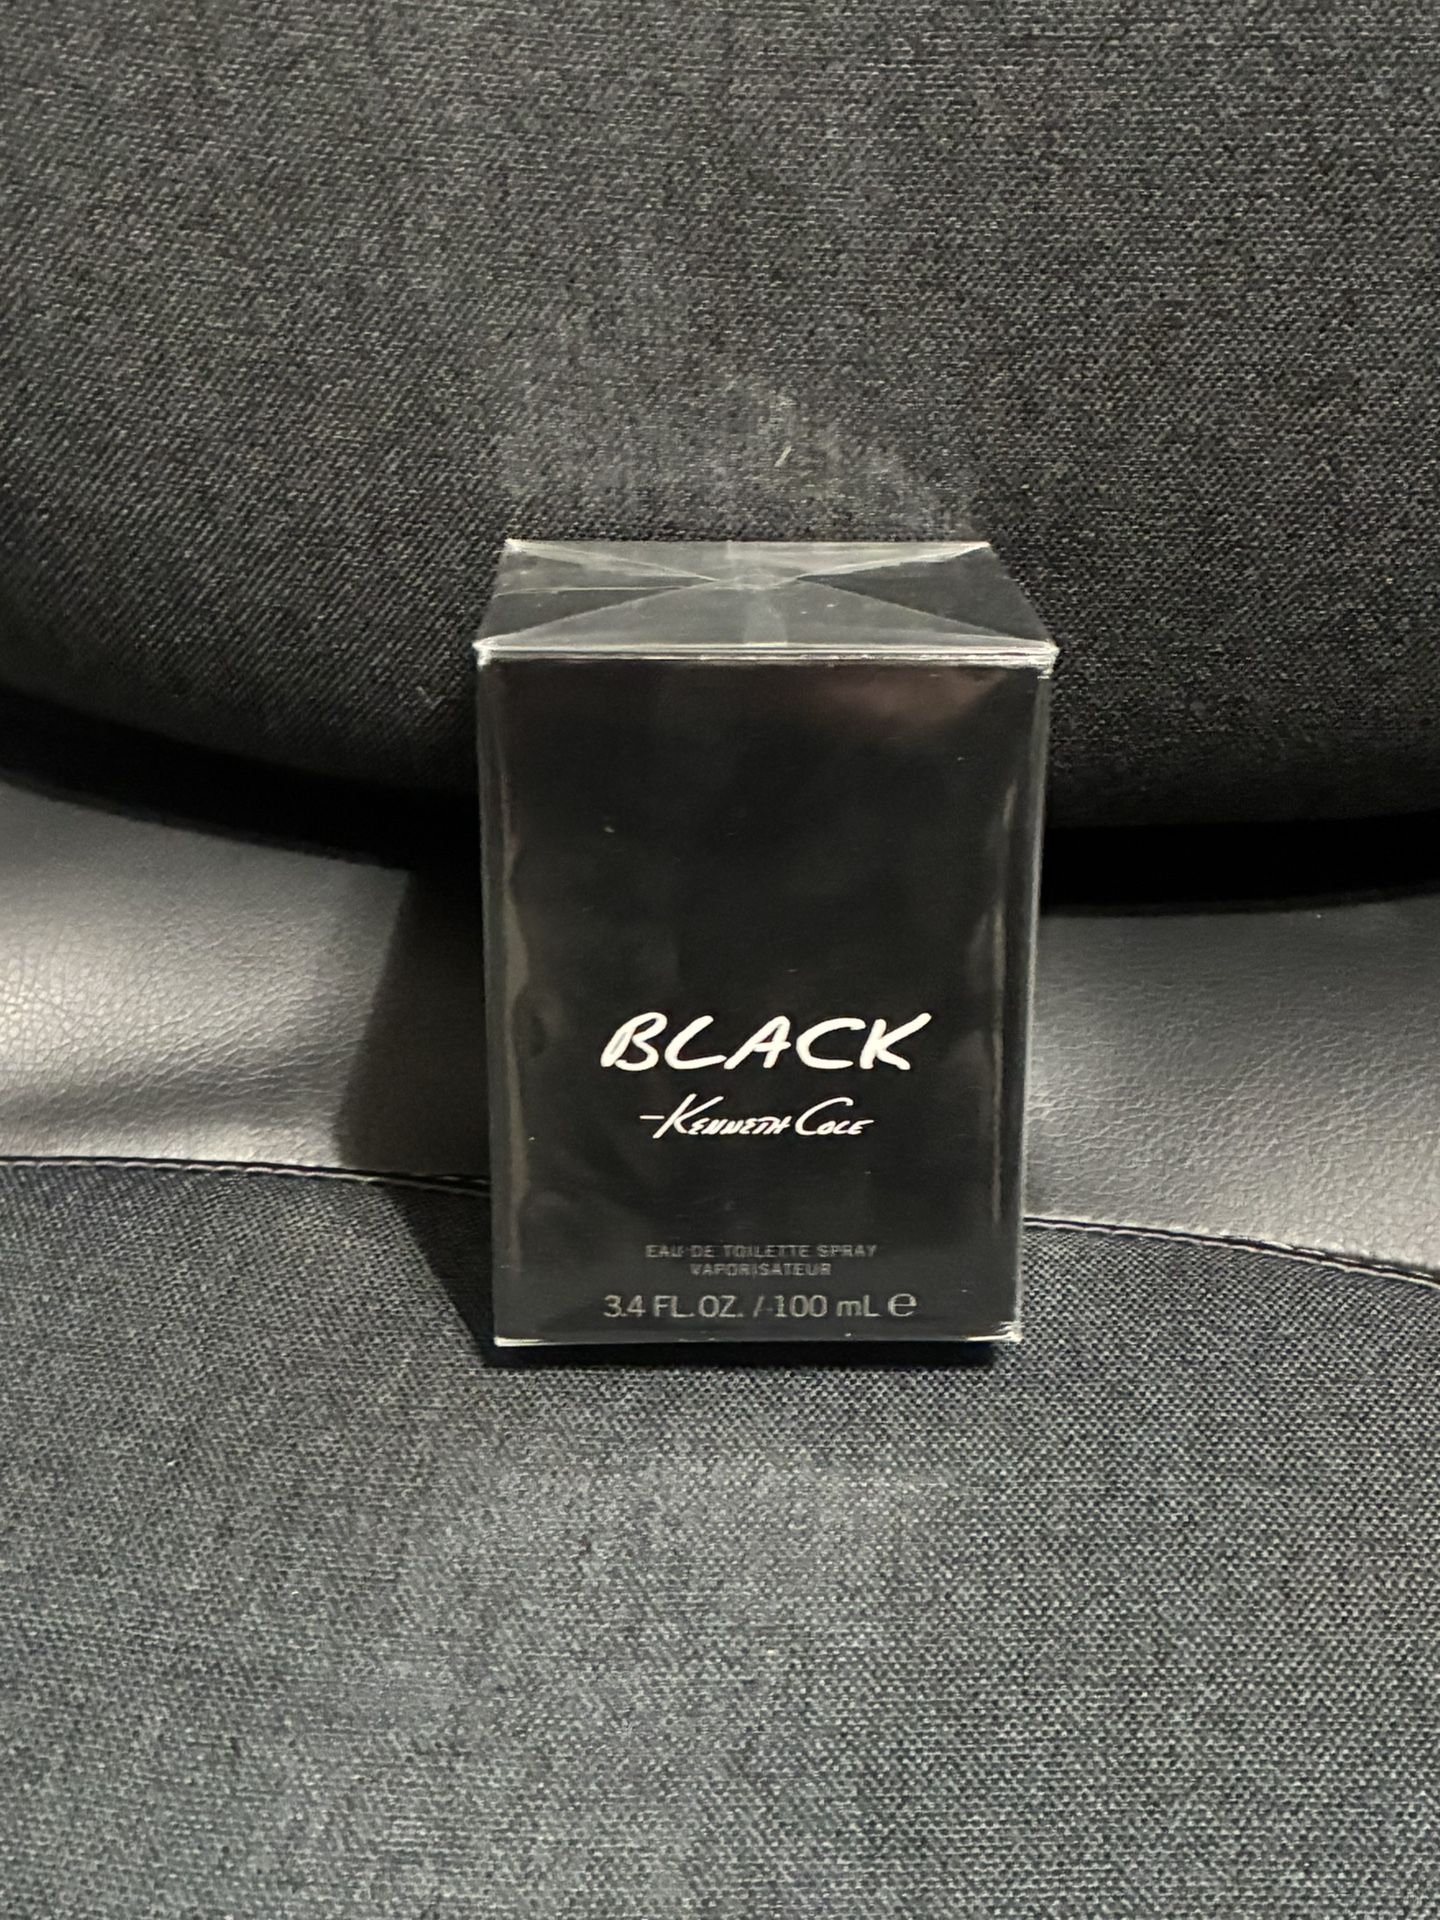 BLACK
-KENNETH COLE
EAU DE TOILETTE SPRAY
VAPORISATEUR
3.4 FL.OZ. / 100 mL ℮